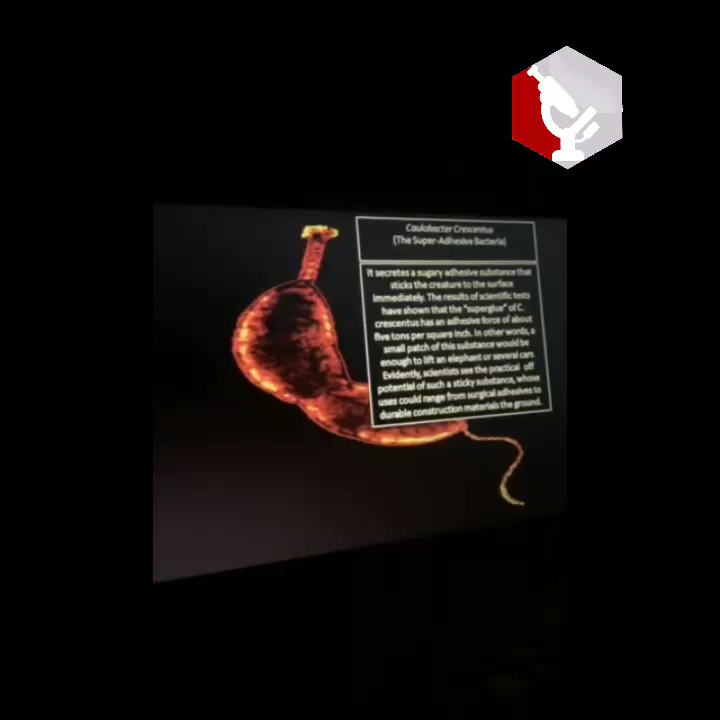 Caulobacter Crescentus
(The Super-Adhesive Bacteria)
It secretes a sugary adhesive substance that
sticks the creature to the surface
immediately. The results of scientific tests
have shown that the "superglue" of C.
crescentus has an adhesive force of about
five tons per square inch. In other words, a
small patch of this substance would be
enough to lift an elephant or several cars
Evidently, scientists see the practical off
potential of such a sticky substance, whose
uses could range from surgical adhesives to
durable construction materials the ground.